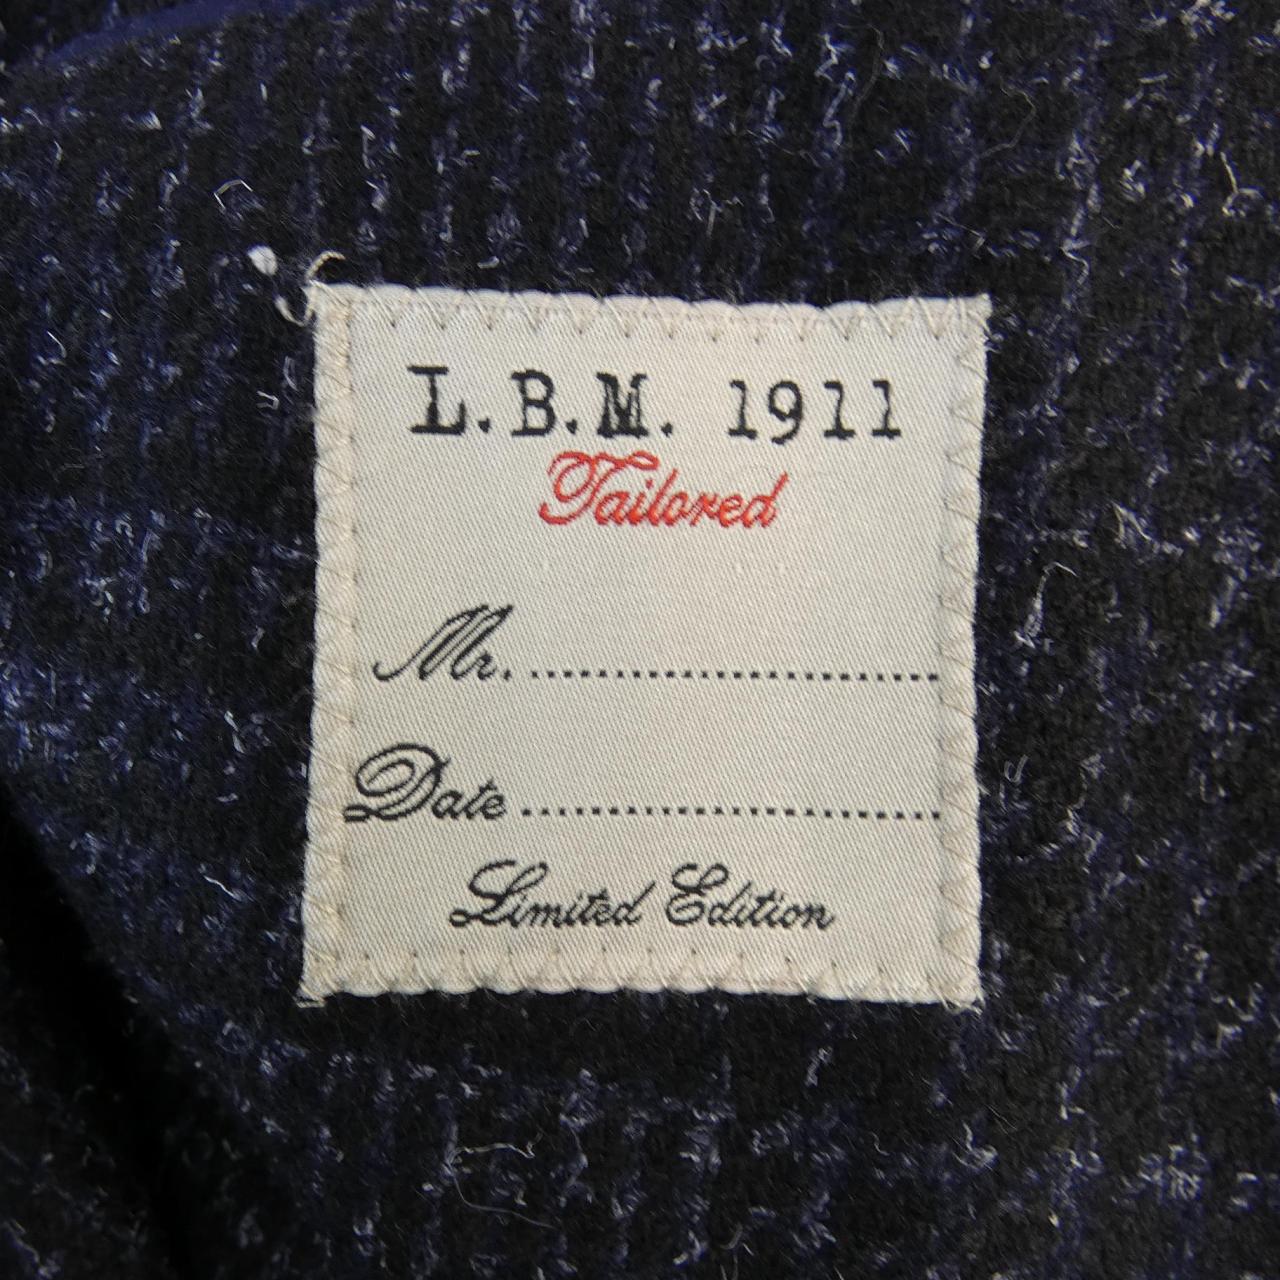 L.B.M. 1911
Tailored
Mr. ........................................
Date ........................................
Limited Edition